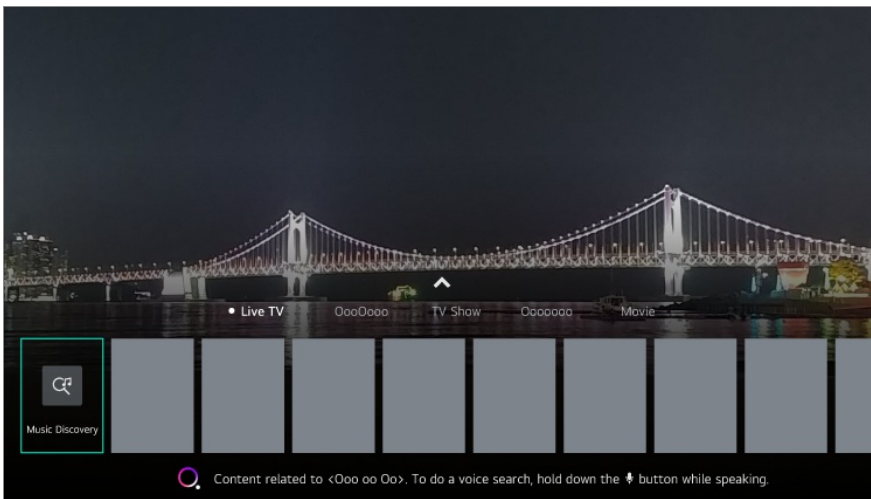 Live TV OooOooo TV Show Ooooooo Movie
Music Discovery
Content related to <Ooo oo Oo>. To do a voice search, hold down the button while speaking.